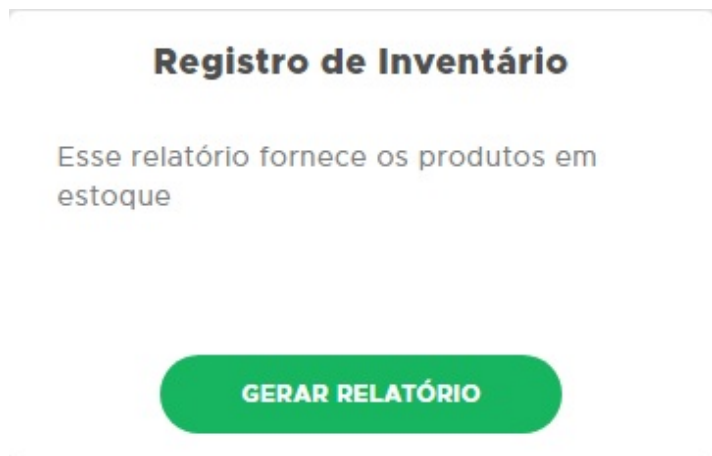 Registro de Inventário
Esse relatório fornece os produtos em
estoque
GERAR RELATÓRIO